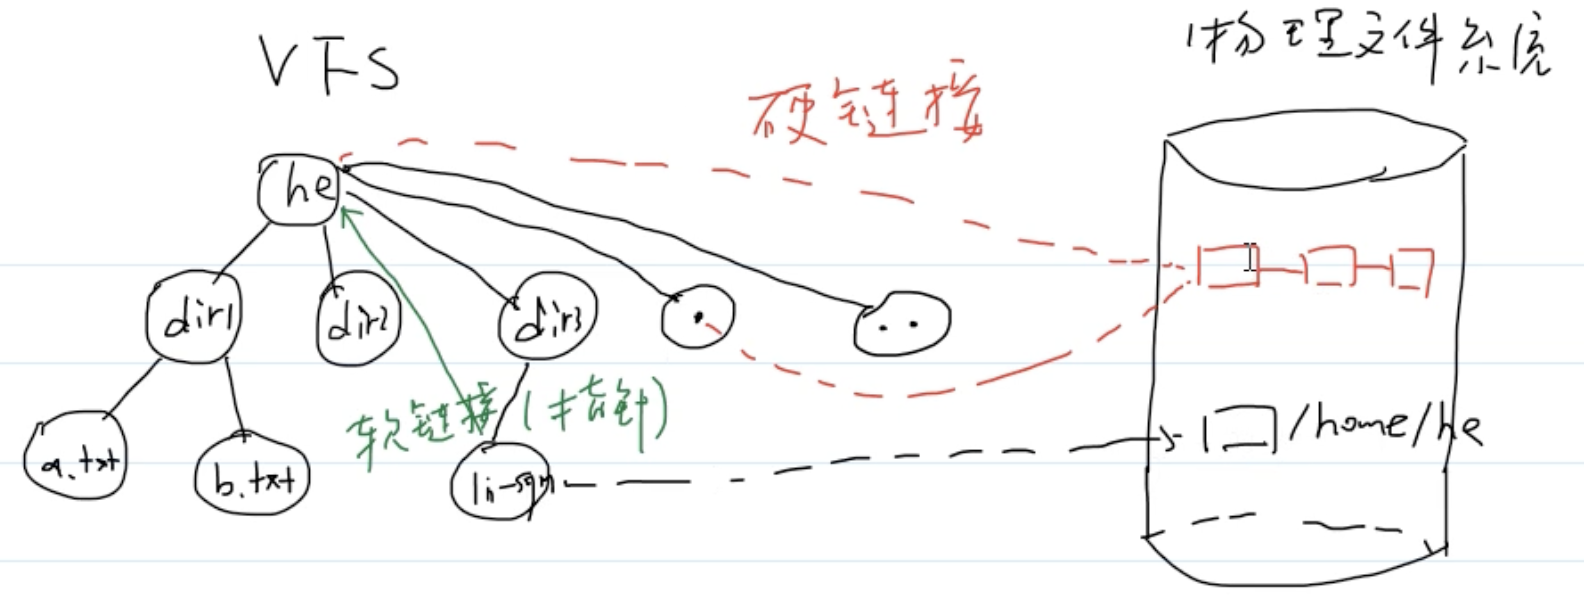 VFS
物理文件系统
硬链接
he
dir1
dir2
dir3
.
..
软链接(指针)
a.txt
b.txt
/home/he